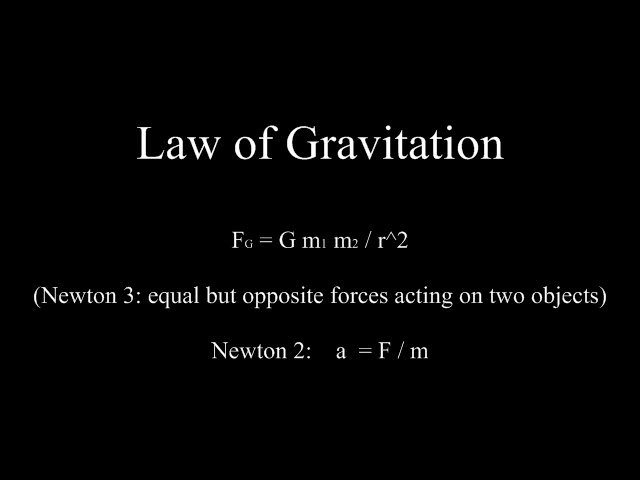 Law of Gravitation
FG = G m1 m2 / r^2
(Newton 3: equal but opposite forces acting on two objects)
Newton 2: a = F / m